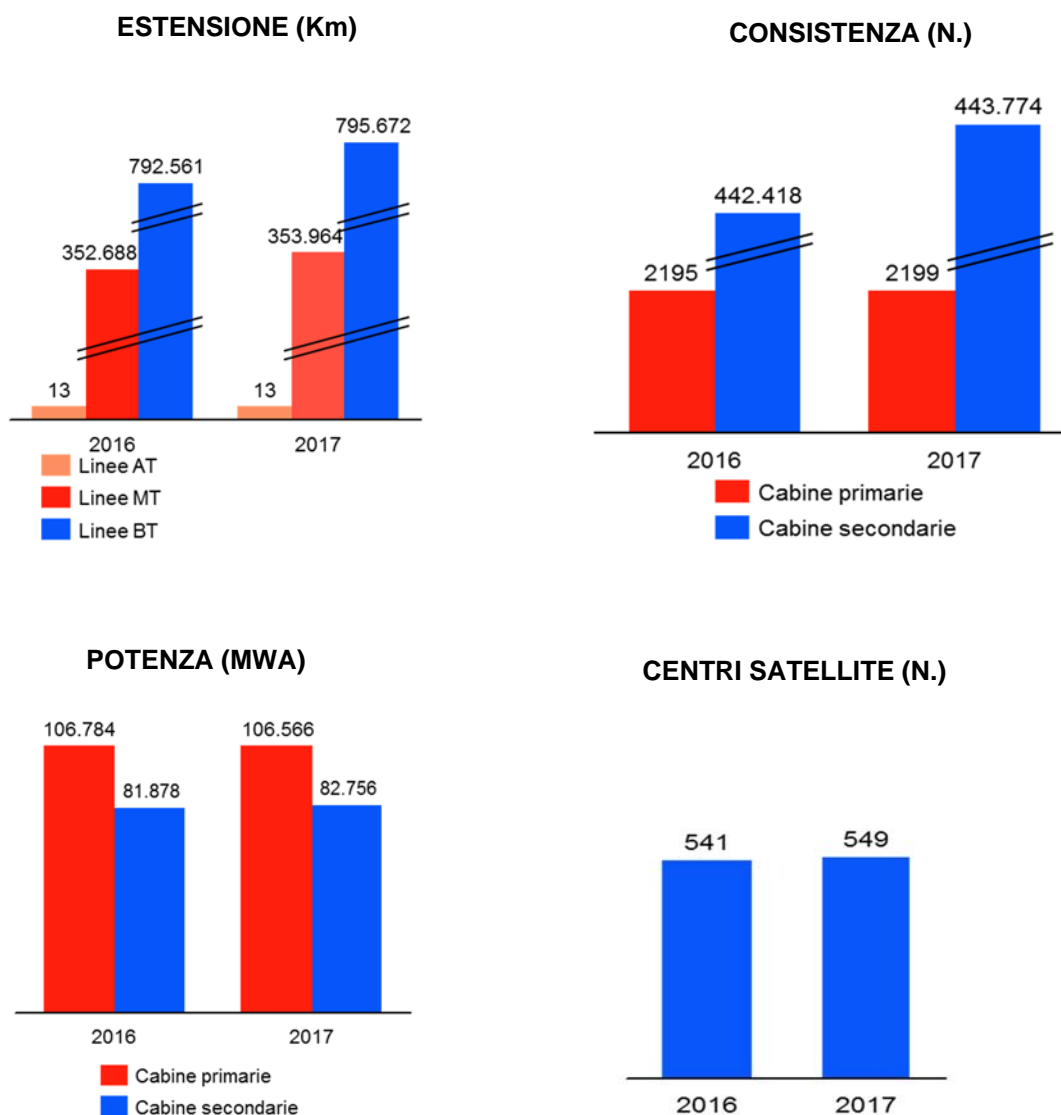 ESTENSIONE (Km)
792.561
795.672
352.688
353.964
13
13
2016
2017
Linee AT
Linee MT
Linee BT
CONSISTENZA (N.)
443.774
442.418
2195
2199
2016
2017
Cabine primarie
Cabine secondarie
POTENZA (MWA)
106.784
106.566
81.878
82.756
2016
2017
Cabine primarie
Cabine secondarie
CENTRI SATELLITE (N.)
541
549
2016
2017